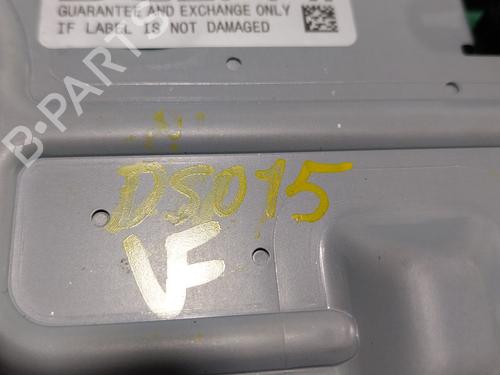 GUARANTEE AND EXCHANGE ONLY
IF LABEL IS NOT DAMAGED
B-PARTS
DS015
VF